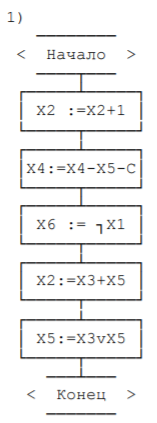 1)
< Начало >
X2 :=X2+1
X4:=X4-X5-C
X6 := ┐X1
X2:=X3+X5
X5:=X3vX5
< Конец >